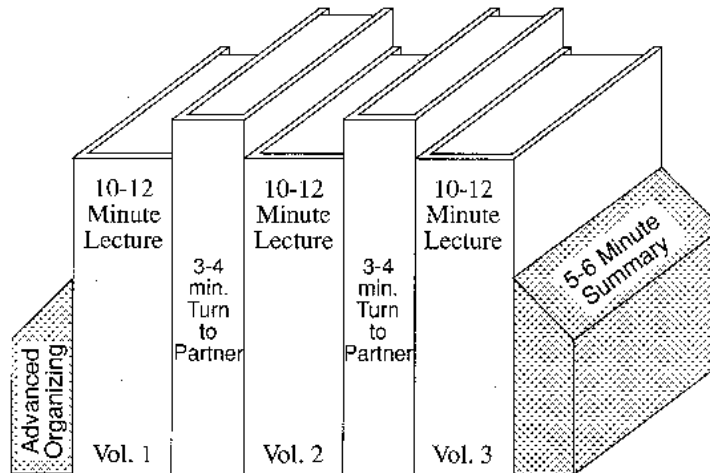 Advanced
Organizing
10-12
Minute
Lecture
Vol. 1
3-4
min.
Turn
to
Partner
10-12
Minute
Lecture
Vol. 2
3-4
min.
Turn
to
Partner
10-12
Minute
Lecture
Vol. 3
5-6 Minute
Summary